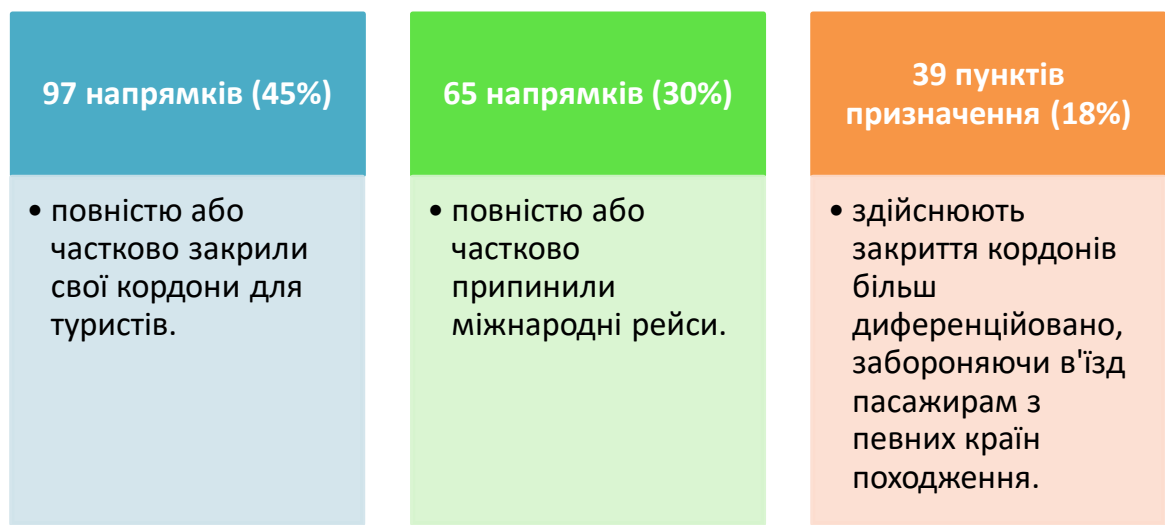 97 напрямків (45%)
• повністю або
частково закрили
свої кордони для
туристів.
65 напрямків (30%)
• повністю або
частково
припинили
міжнародні рейси.
39 пунктів
призначення (18%)
• здійснюють
закриття кордонів
більш
диференційовано,
забороняючи в'їзд
пасажирам з
певних країн
походження.